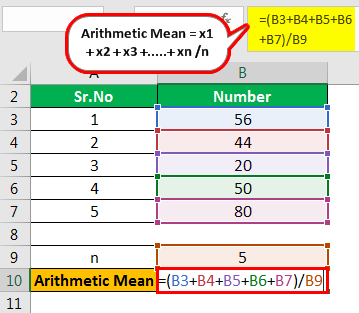 Arithmetic Mean = x1
+ x2 + x3 +.....+ xn /n
=(B3+B4+B5+B6
+B7)/B9
A B
2 Sr.No Number
3 1 56
4 2 44
5 3 20
6 4 50
7 5 80
8
9 n 5
10 Arithmetic Mean =(B3+B4+B5+B6+B7)/B9
11